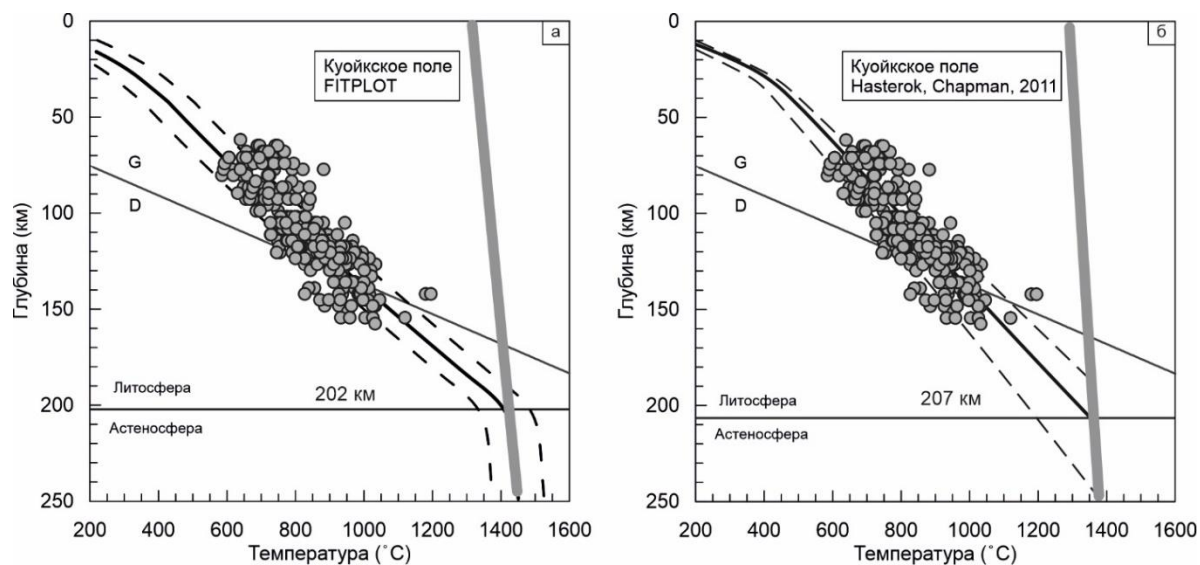 а
Куойкское поле
FITPLOT
G
D
202 км
Литосфера
Астеносфера
0
50
100
150
200
250
Глубина (км)
200 400 600 800 1000 1200 1400 1600
Температура (˚C)
б
Куойкское поле
Hasterok, Chapman, 2011
G
D
207 км
Литосфера
Астеносфера
0
50
100
150
200
250
Глубина (км)
200 400 600 800 1000 1200 1400 1600
Температура (˚C)